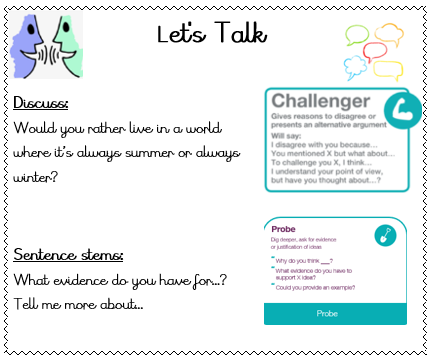 Let's Talk
Discuss:
Would you rather live in a world
where it's always summer or always
winter?
Challenger
Gives reasons to disagree or
presents an alternative argument
Will say:
I disagree with you because...
You mentioned X but what about...
To challenge you X, I think...
I understand your point of view,
but have you thought about...?
Sentence stems:
What evidence do you have for...?
Tell me more about...
Probe
Dig deeper, ask for evidence
or justification of ideas
Why do you think ___?
What evidence do you have to
support X idea?
Could you provide an example?
Probe